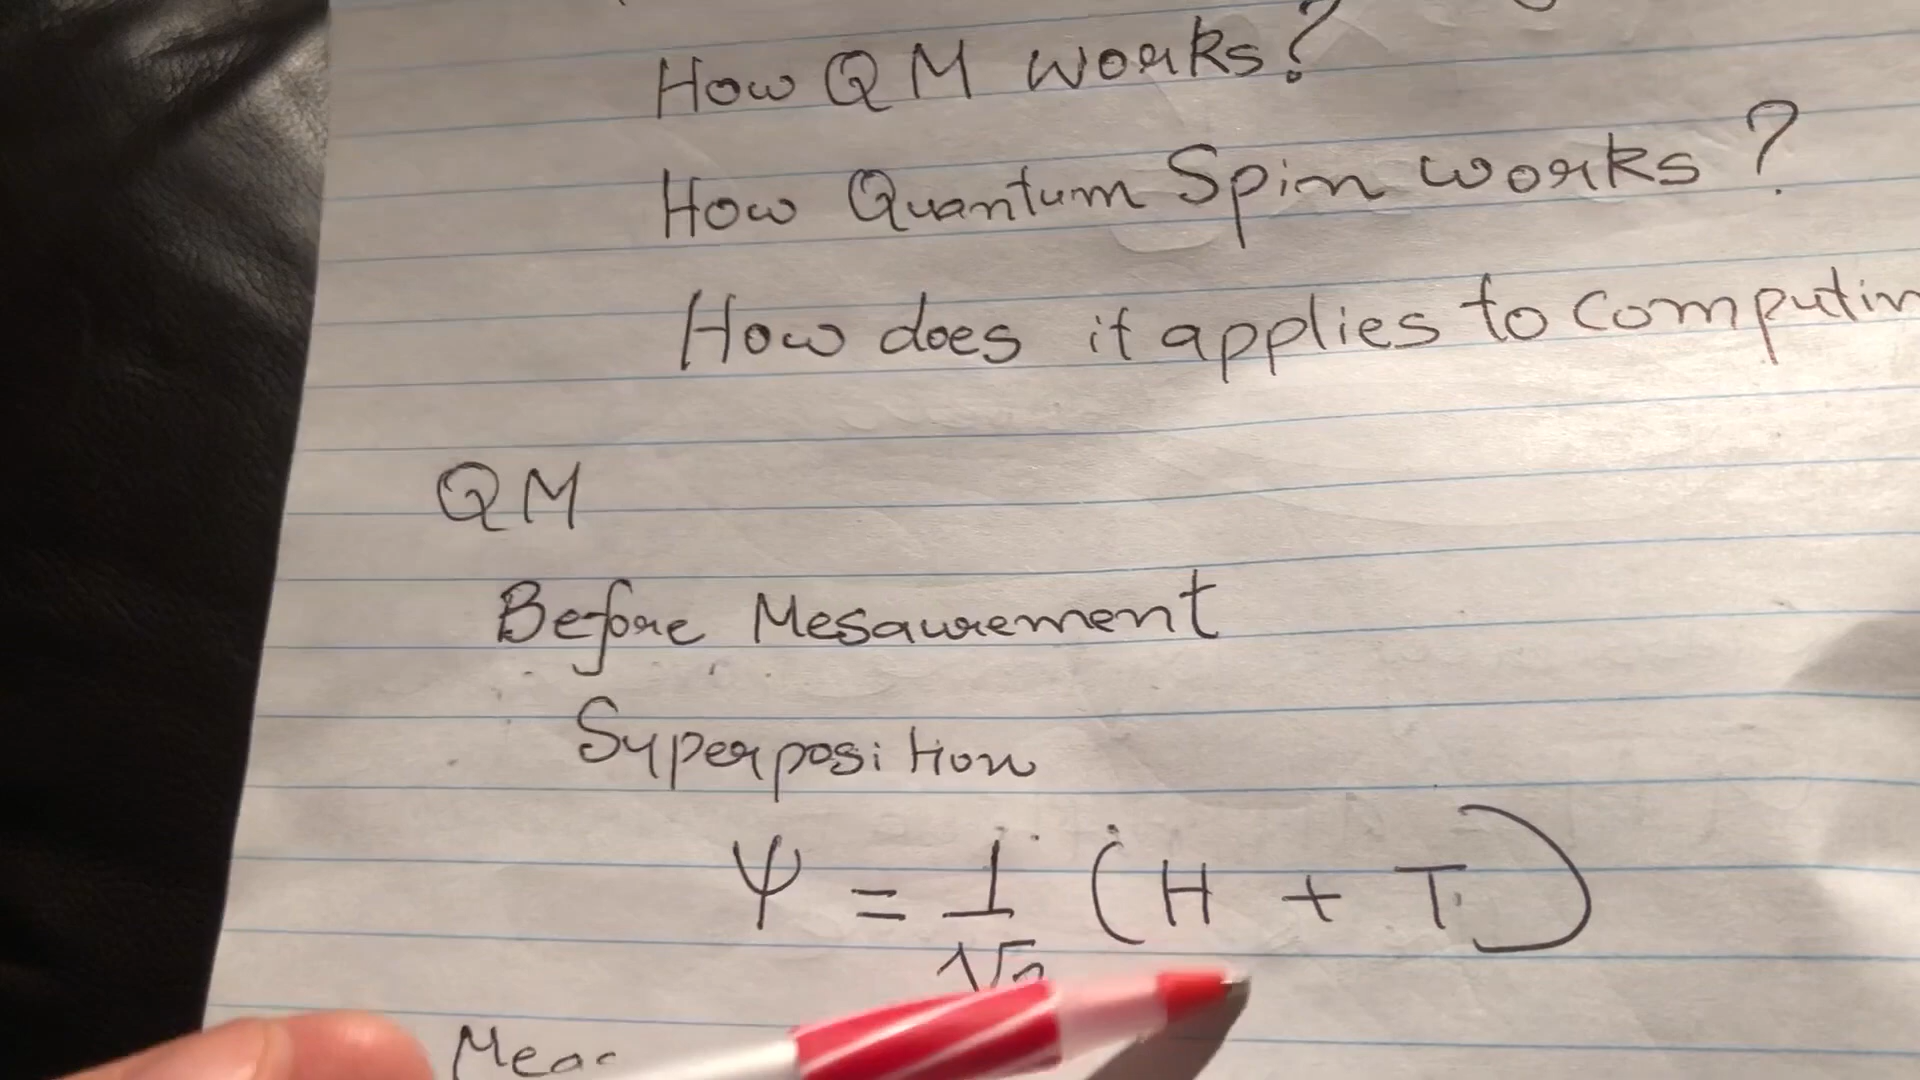 How QM works?
How Quantum Spin works?
How does it applies to computin
QM
Before Mesaurement
Superposition
Ψ = 1/√2 (H + T)